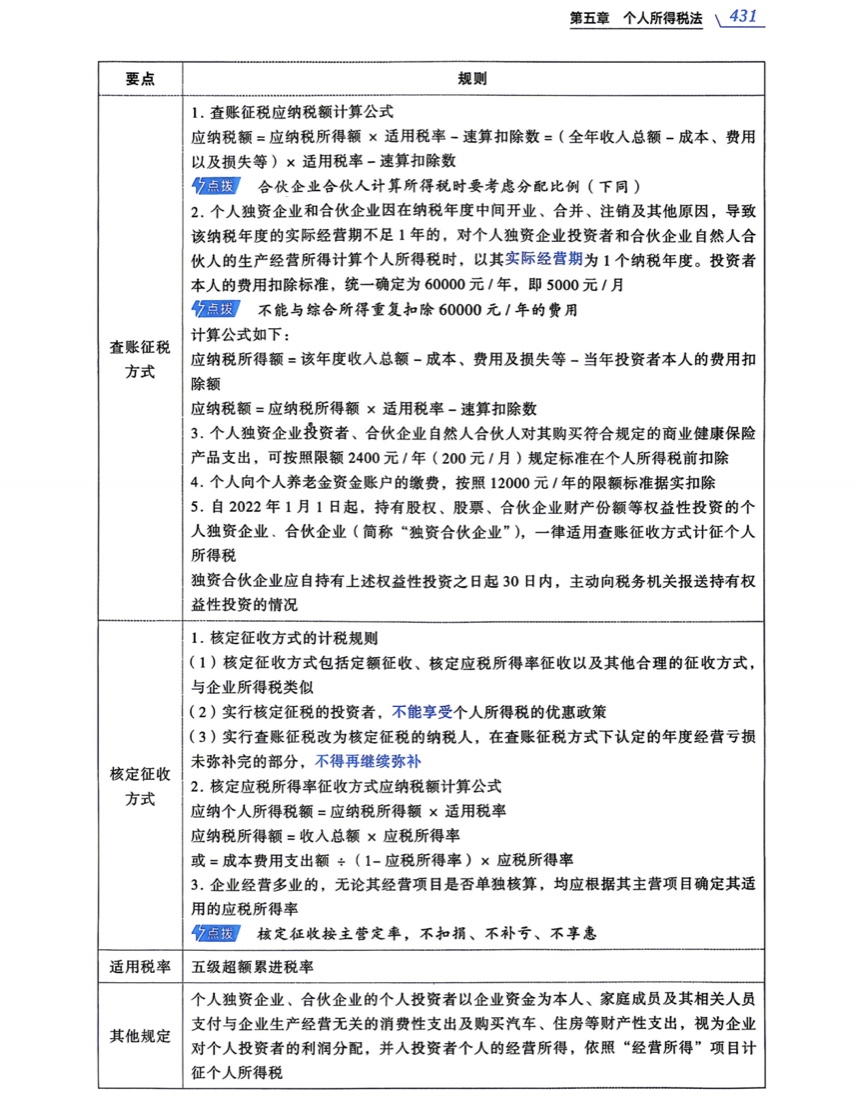 第五章 个人所得税法 431
要点 规则
查账征税
方式
1. 查账征税应纳税额计算公式
应纳税额 = 应纳税所得额 × 适用税率 - 速算扣除数 =（全年收入总额 - 成本、费用
以及损失等）× 适用税率 - 速算扣除数
点拨 合伙企业合伙人计算所得税时要考虑分配比例（下同）
2. 个人独资企业和合伙企业因在纳税年度中间开业、合并、注销及其他原因，导致
该纳税年度的实际经营期不足 1 年的，对个人独资企业投资者和合伙企业自然人合
伙人的生产经营所得计算个人所得税时，以其实际经营期为 1 个纳税年度。投资者
本人的费用扣除标准，统一确定为 60000 元 / 年，即 5000 元 / 月
点拨 不能与综合所得重复扣除 60000 元 / 年的费用
计算公式如下：
应纳税所得额 = 该年度收入总额 - 成本、费用及损失等 - 当年投资者本人的费用扣
除额
应纳税额 = 应纳税所得额 × 适用税率 - 速算扣除数
3. 个人独资企业投资者、合伙企业自然人合伙人对其购买符合规定的商业健康保险
产品支出，可按照限额 2400 元 / 年（200 元 / 月）规定标准在个人所得税前扣除
4. 个人向个人养老金资金账户的缴费，按照 12000 元 / 年的限额标准据实扣除
5. 自 2022 年 1 月 1 日起，持有股权、股票、合伙企业财产份额等权益性投资的个
人独资企业、合伙企业（简称“独资合伙企业”），一律适用查账征收方式计征个人
所得税
独资合伙企业应自持有上述权益性投资之日起 30 日内，主动向税务机关报送持有权
益性投资的情况
核定征收
方式
1. 核定征收方式的计税规则
（1）核定征收方式包括定额征收、核定应税所得率征收以及其他合理的征收方式，
与企业所得税类似
（2）实行核定征税的投资者，不能享受个人所得税的优惠政策
（3）实行查账征税改为核定征税的纳税人，在查账征税方式下认定的年度经营亏损
未弥补完的部分，不得再继续弥补
2. 核定应税所得率征收方式应纳税额计算公式
应纳个人所得税额 = 应纳税所得额 × 适用税率
应纳税所得额 = 收入总额 × 应税所得率
或 = 成本费用支出额 ÷（1- 应税所得率）× 应税所得率
3. 企业经营多业的，无论其经营项目是否单独核算，均应根据其主营项目确定其适
用的应税所得率
点拨 核定征收按主营定率，不扣捐、不补亏、不享惠
适用税率 五级超额累进税率
其他规定
个人独资企业、合伙企业的个人投资者以企业资金为本人、家庭成员及其相关人员
支付与企业生产经营无关的消费性支出及购买汽车、住房等财产性支出，视为企业
对个人投资者的利润分配，并入投资者个人的经营所得，依照“经营所得”项目计
征个人所得税